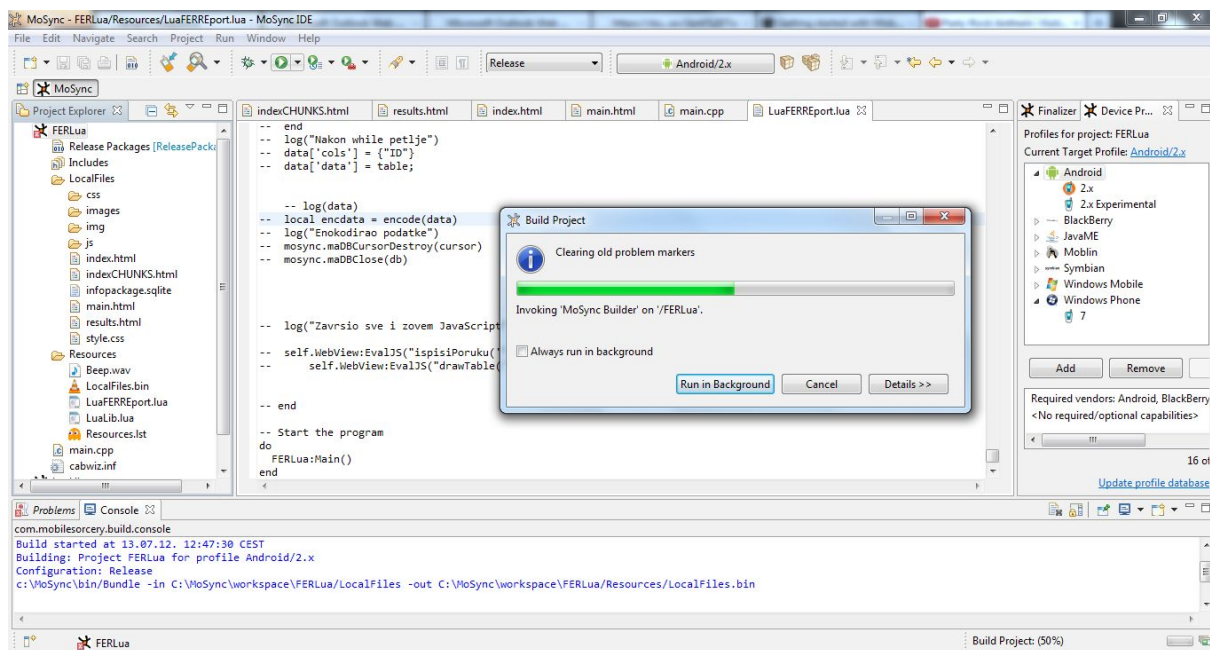 MoSync - FERLua/Resources/LuaFERREport.lua - MoSync IDE
File Edit Navigate Search Project Run Window Help
Release
Android/2.x
MoSync
Project Explorer
FERLua
Release Packages [ReleasePacka
Includes
LocalFiles
css
images
img
js
index.html
indexCHUNKS.html
infopackage.sqlite
main.html
results.html
style.css
Resources
Beep.wav
LocalFiles.bin
LuaFERREport.lua
LuaLib.lua
Resources.lst
main.cpp
cabwiz.inf
indexCHUNKS.html results.html index.html main.html main.cpp LuaFERREport.lua
-- end
-- log("Nakon while petlje")
-- data['cols'] = {"ID"}
-- data['data'] = table;
-- log(data)
-- local encdata = encode(data)
-- log("Enokodirao podatke")
-- mosync.maDBCursorDestroy(cursor)
-- mosync.maDBClose(db)
-- log("Zavrsio sve i zovem JavaScript
-- self.WebView:EvalJS("ispisiPoruku('
-- self.WebView:EvalJS("drawTable(
-- end
-- Start the program
do
FERLua:Main()
end
Build Project
Clearing old problem markers
Invoking 'MoSync Builder' on '/FERLua'.
Always run in background
Run in Background Cancel Details >>
Finalizer Device Pr...
Profiles for project: FERLua
Current Target Profile: Android/2.x
Android
2.x
2.x Experimental
BlackBerry
JavaME
Moblin
Symbian
Windows Mobile
Windows Phone
7
Add Remove
Required vendors: Android, BlackBerry
<No required/optional capabilities>
16 of
Update profile database
Problems Console
com.mobilesorcery.build.console
Build started at 13.07.12. 12:47:30 CEST
Building: Project FERLua for profile Android/2.x
Configuration: Release
c:\MoSync\bin/Bundle -in C:\MoSync\workspace\FERLua/LocalFiles -out C:\MoSync\workspace\FERLua/Resources/LocalFiles.bin
FERLua
Build Project: (50%)